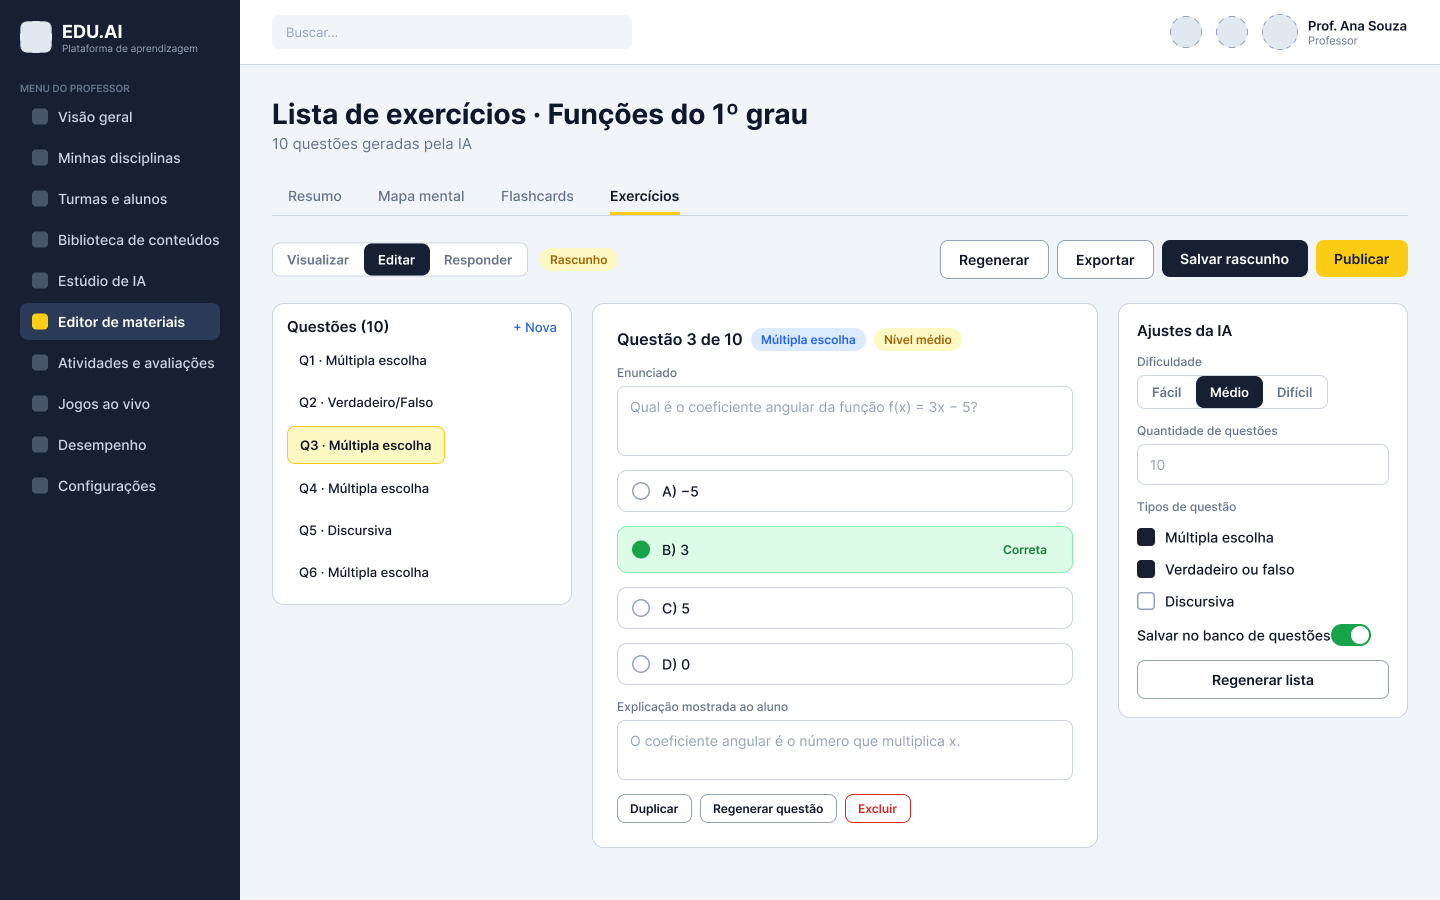 EDU.AI
Plataforma de aprendizagem
MENU DO PROFESSOR
Visão geral
Minhas disciplinas
Turmas e alunos
Biblioteca de conteúdos
Estúdio de IA
Editor de materiais
Atividades e avaliações
Jogos ao vivo
Desempenho
Configurações
Buscar...
Prof. Ana Souza
Professor
Lista de exercícios · Funções do 1º grau
10 questões geradas pela IA
Resumo Mapa mental Flashcards Exercícios
Visualizar Editar Responder Rascunho
Regenerar Exportar Salvar rascunho Publicar
Questões (10) + Nova
Q1 · Múltipla escolha
Q2 · Verdadeiro/Falso
Q3 · Múltipla escolha
Q4 · Múltipla escolha
Q5 · Discursiva
Q6 · Múltipla escolha
Questão 3 de 10 Múltipla escolha Nível médio
Enunciado
Qual é o coeficiente angular da função f(x) = 3x − 5?
A) −5
B) 3 Correta
C) 5
D) 0
Explicação mostrada ao aluno
O coeficiente angular é o número que multiplica x.
Duplicar Regenerar questão Excluir
Ajustes da IA
Dificuldade
Fácil Médio Difícil
Quantidade de questões
10
Tipos de questão
Múltipla escolha
Verdadeiro ou falso
Discursiva
Salvar no banco de questões
Regenerar lista